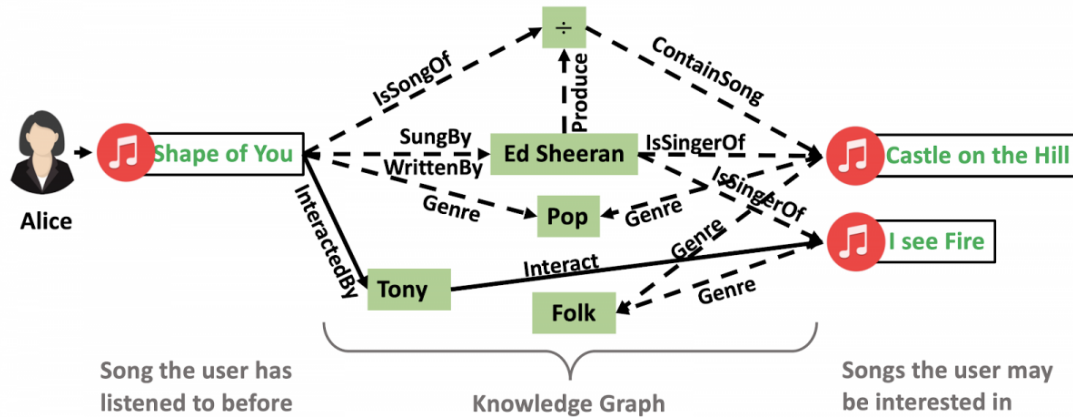 ÷
IsSongOf
ContainSong
Produce
SungBy
WrittenBy
Ed Sheeran
IsSingerOf
IsSingerOf
Shape of You
Castle on the Hill
Alice
Genre
Pop
Genre
Genre
I see Fire
InteractedBy
Tony
Interact
Folk
Genre
Song the user has
listened to before
Knowledge Graph
Songs the user may
be interested in